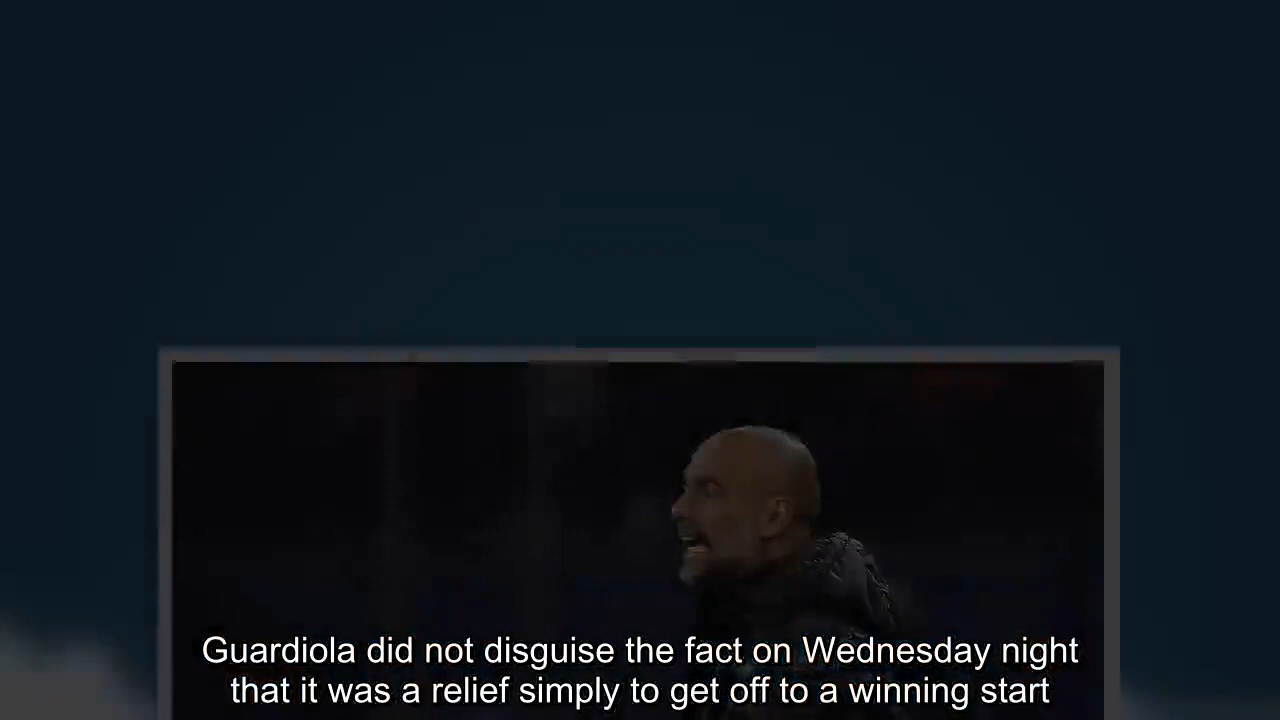 Guardiola did not disguise the fact on Wednesday night
that it was a relief simply to get off to a winning start